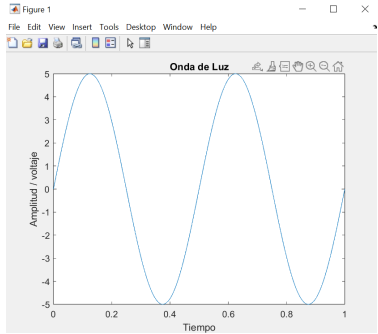 Figure 1
File Edit View Insert Tools Desktop Window Help
Onda de Luz
5
4
3
2
1
0
-1
-2
-3
-4
-5
Amplitud / voltaje
0 0.2 0.4 0.6 0.8 1
Tiempo